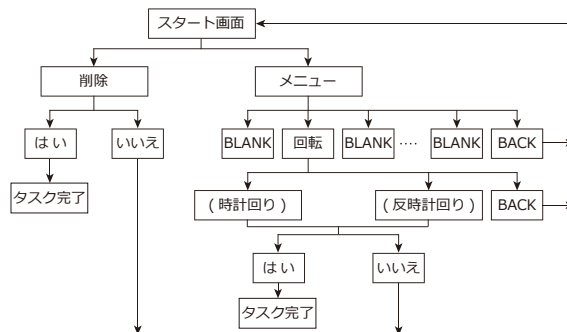 スタート画面
削除
メニュー
はい
いいえ
BLANK
回転
BLANK
‥‥
BLANK
BACK
タスク完了
(時計回り)
(反時計回り)
BACK
はい
いいえ
タスク完了